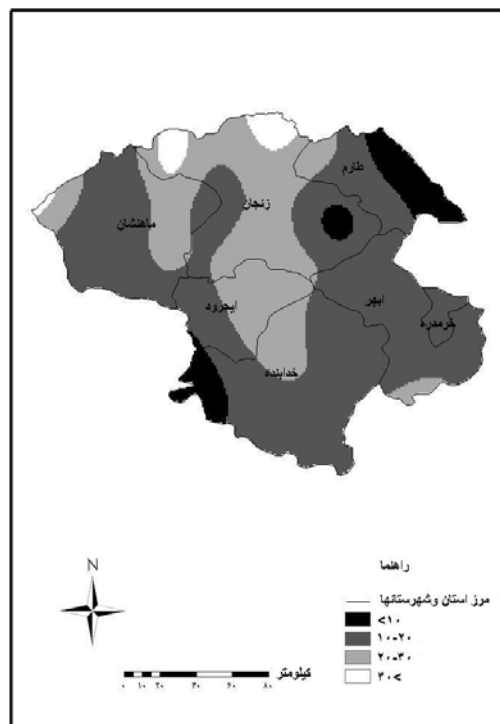 طارم
زنجان
ماهنشان
ابهر
ایجرود
خرمدره
خدابنده
N
راهنما
مرز استان وشهرستانها
<۱۰
۱۰-۲۰
۲۰-۳۰
۳۰>
کیلومتر
۰ ۱۰ ۲۰ ۴۰ ۶۰ ۸۰